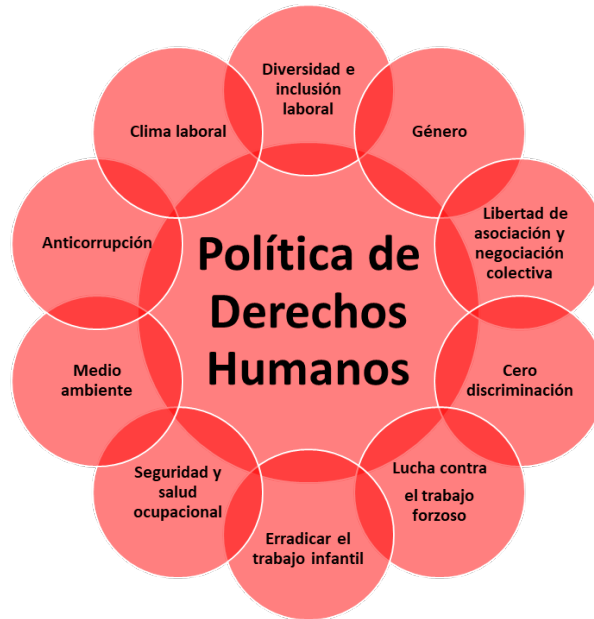 Diversidad e
inclusión
laboral
Género
Libertad de
asociación y
negociación
colectiva
Cero
discriminación
Lucha contra
el trabajo
forzoso
Erradicar el
trabajo infantil
Seguridad y
salud
ocupacional
Medio
ambiente
Anticorrupción
Clima laboral
Política de
Derechos
Humanos